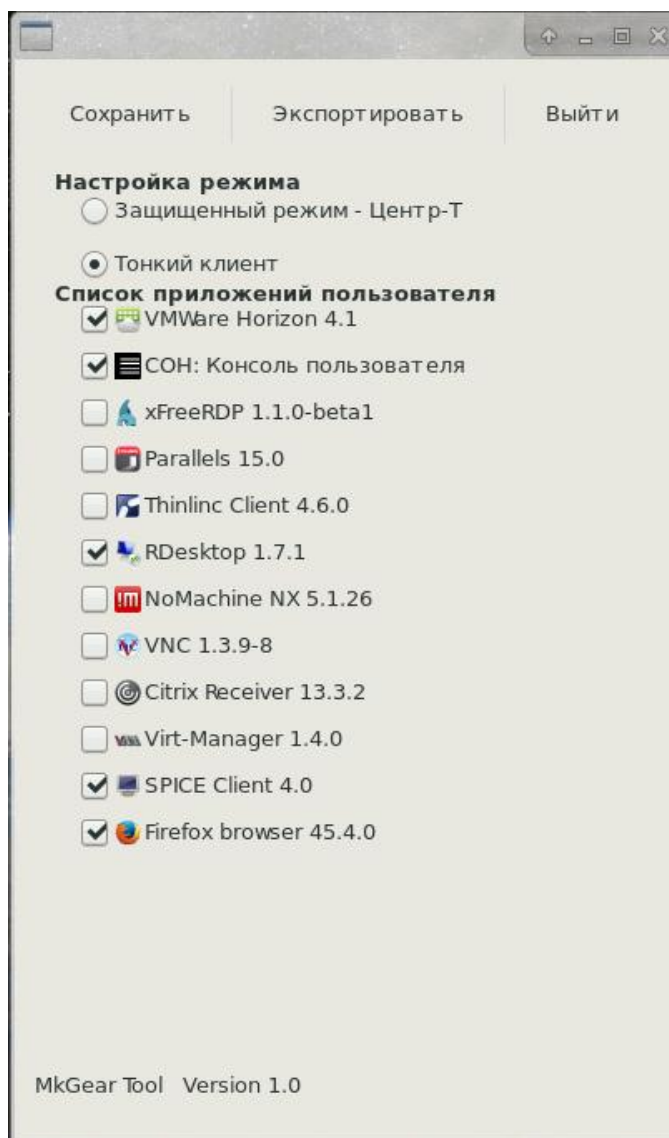 Сохранить Экспортировать Выйти
Настройка режима
Защищенный режим - Центр-Т
Тонкий клиент
Список приложений пользователя
VMWare Horizon 4.1
СОН: Консоль пользователя
xFreeRDP 1.1.0-beta1
Parallels 15.0
Thinlinc Client 4.6.0
RDesktop 1.7.1
NoMachine NX 5.1.26
VNC 1.3.9-8
Citrix Receiver 13.3.2
Virt-Manager 1.4.0
SPICE Client 4.0
Firefox browser 45.4.0
MkGear Tool Version 1.0